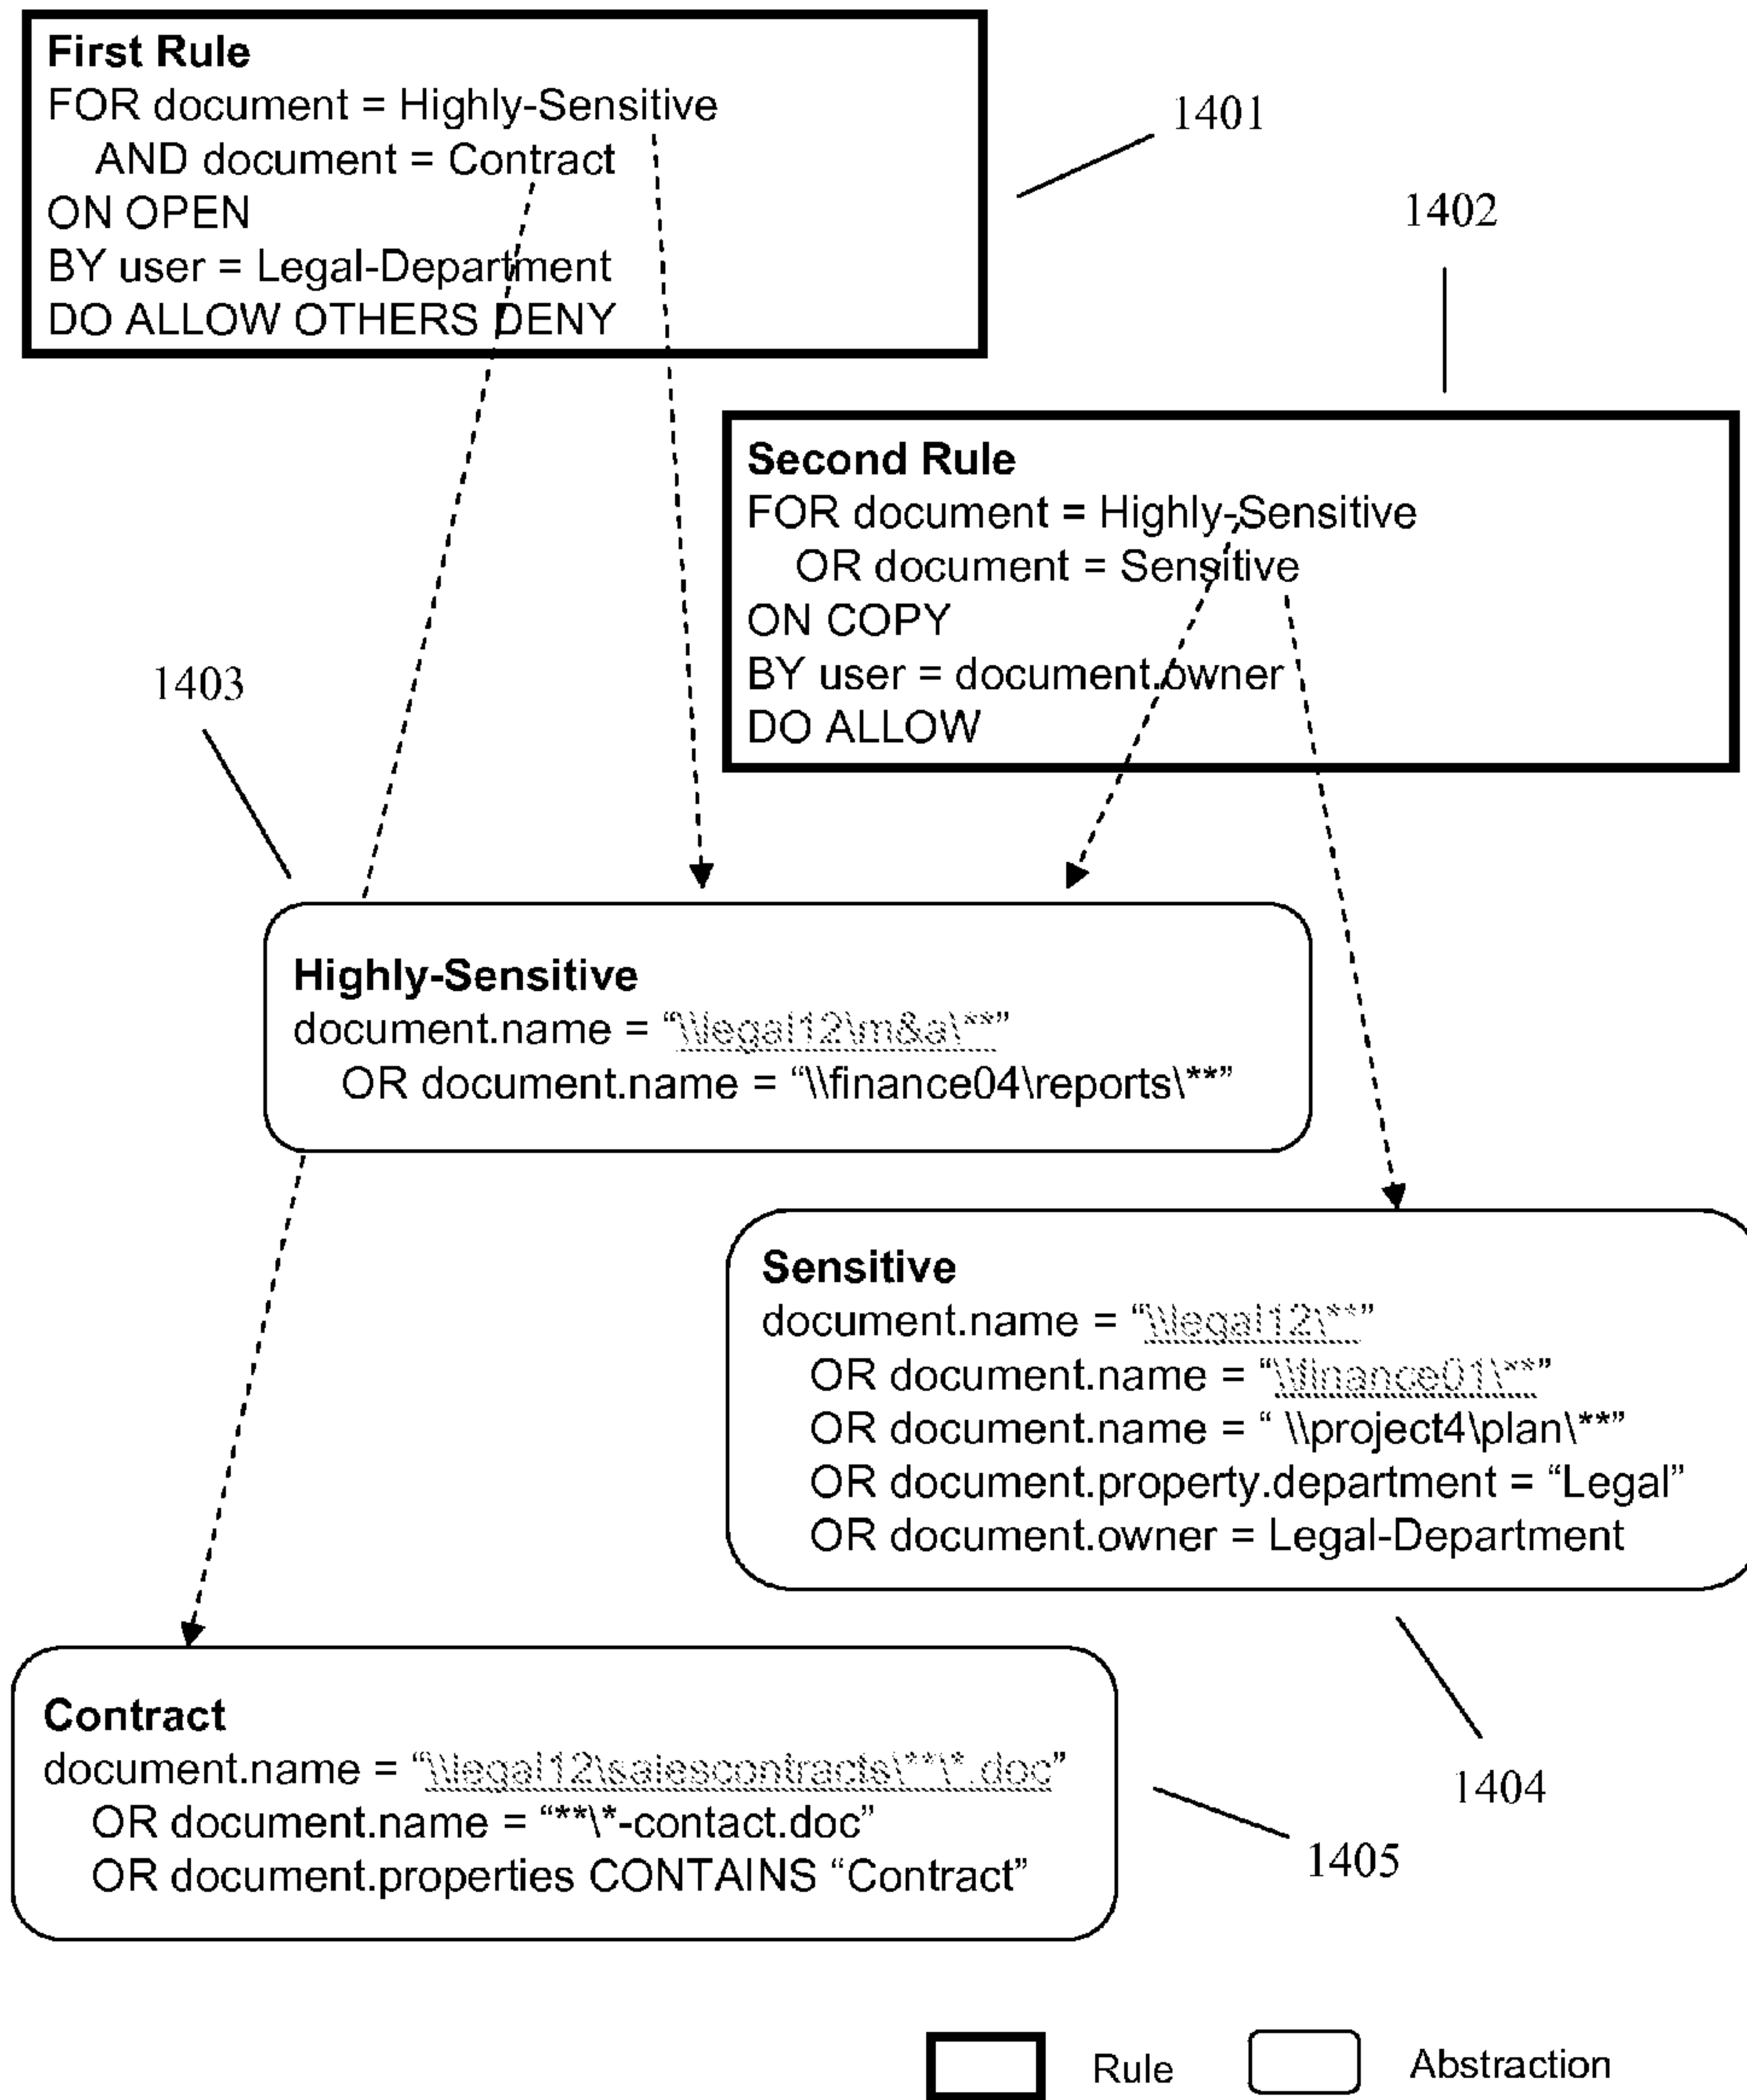 First Rule
FOR document = Highly-Sensitive
AND document = Contract
ON OPEN
BY user = Legal-Department
DO ALLOW OTHERS DENY
1401
1402
Second Rule
FOR document = Highly-Sensitive
OR document = Sensitive
ON COPY
BY user = document.owner
DO ALLOW
1403
Highly-Sensitive
document.name = “\\legal12\m&a\**”
OR document.name = “\\finance04\reports\**”
Sensitive
document.name = “\\legal12\**”
OR document.name = “\\finance01\**”
OR document.name = “ \\project4\plan\**”
OR document.property.department = “Legal”
OR document.owner = Legal-Department
1404
Contract
document.name = “\\legal12\salescontracts\**\*.doc”
OR document.name = “**\*-contact.doc”
OR document.properties CONTAINS “Contract”
1405
Rule
Abstraction